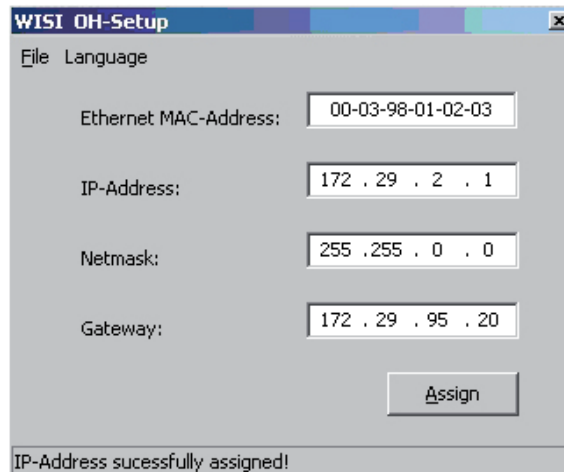 WISI OH-Setup
File Language
Ethernet MAC-Address: 00-03-98-01-02-03
IP-Address: 172 . 29 . 2 . 1
Netmask: 255 .255 . 0 . 0
Gateway: 172 . 29 . 95 . 20
Assign
IP-Address sucessfully assigned!